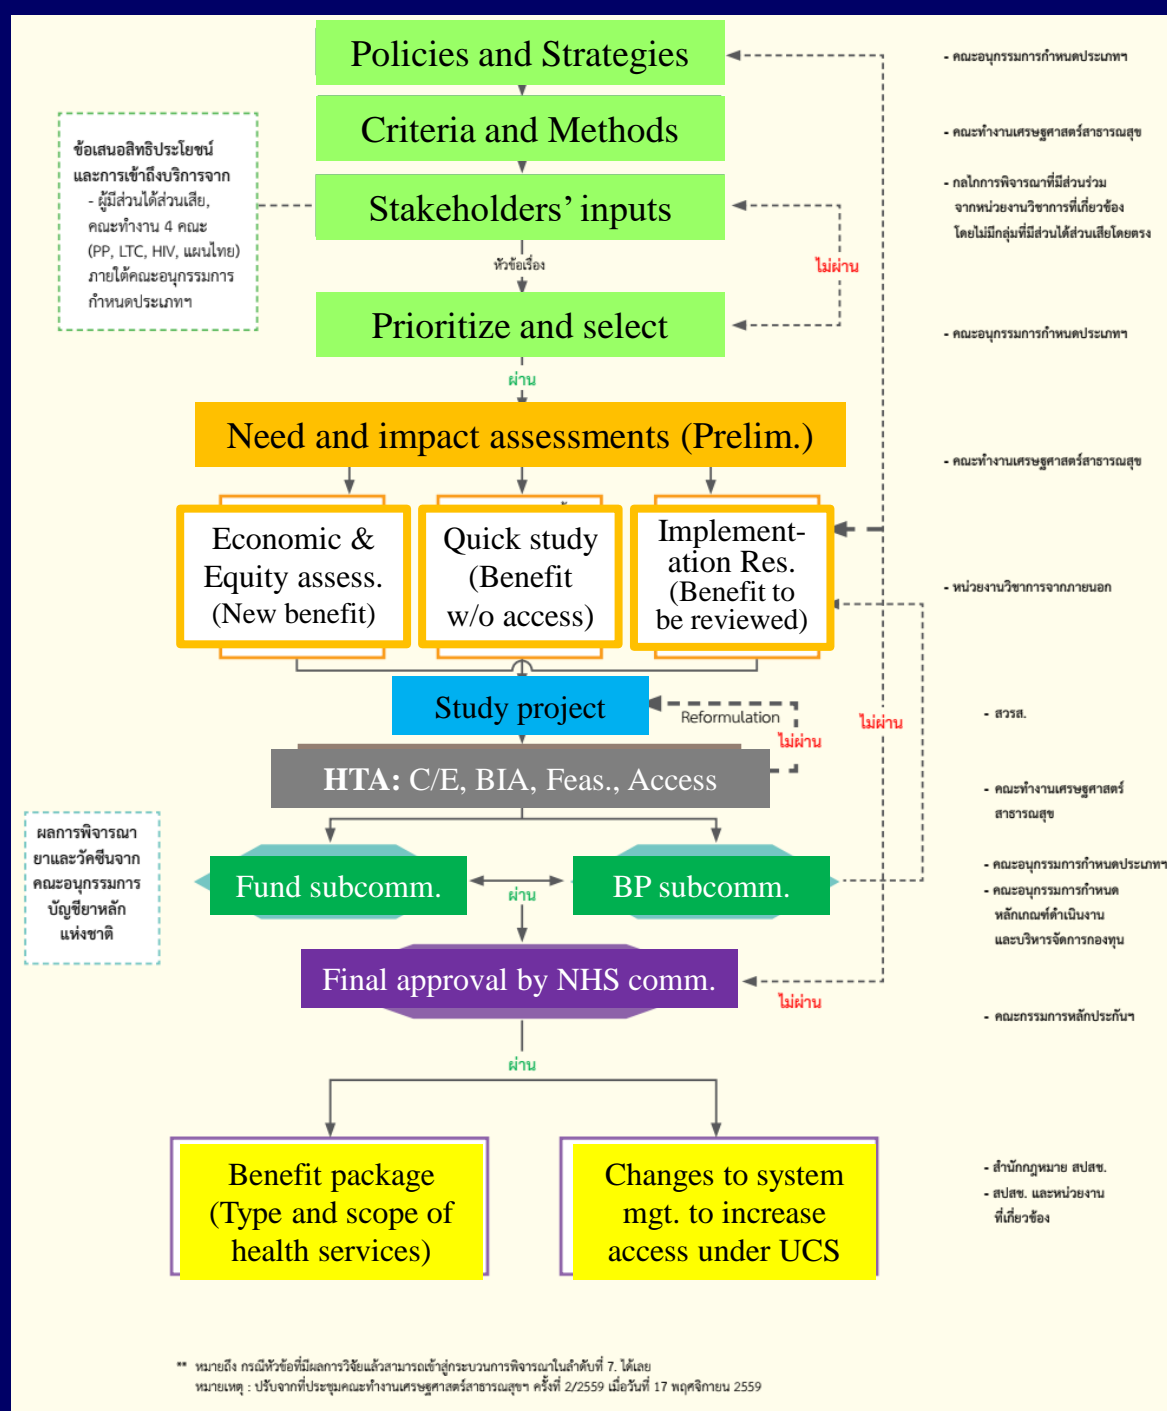 Policies and Strategies
- คณะอนุกรรมการกำหนดประเภทฯ
Criteria and Methods
- คณะทำงานเศรษฐศาสตร์สาธารณสุข
ข้อเสนอสิทธิประโยชน์
และการเข้าถึงบริการจาก
- ผู้มีส่วนได้ส่วนเสีย,
คณะทำงาน 4 คณะ
(PP, LTC, HIV, แผนไทย)
ภายใต้คณะอนุกรรมการ
กำหนดประเภทฯ
Stakeholders' inputs
- กลไกการพิจารณาที่มีส่วนร่วม
จากหน่วยงานวิชาการที่เกี่ยวข้อง
โดยไม่มีกลุ่มที่มีส่วนได้ส่วนเสียโดยตรง
หัวข้อเรื่อง
ไม่ผ่าน
Prioritize and select
- คณะอนุกรรมการกำหนดประเภทฯ
ผ่าน
Need and impact assessments (Prelim.)
- คณะทำงานเศรษฐศาสตร์สาธารณสุข
Economic &
Equity assess.
(New benefit)
Quick study
(Benefit
w/o access)
Implement-
ation Res.
(Benefit to
be reviewed)
- หน่วยงานวิชาการจากภายนอก
Study project
Reformulation
ไม่ผ่าน
ไม่ผ่าน
- สวรส.
HTA: C/E, BIA, Feas., Access
- คณะทำงานเศรษฐศาสตร์
สาธารณสุข
ผลการพิจารณา
ยาและวัคซีนจาก
คณะอนุกรรมการ
บัญชียาหลัก
แห่งชาติ
Fund subcomm.
ผ่าน
BP subcomm.
- คณะอนุกรรมการกำหนดประเภทฯ
- คณะอนุกรรมการกำหนด
หลักเกณฑ์ดำเนินงาน
และบริหารจัดการกองทุน
Final approval by NHS comm.
ไม่ผ่าน
- คณะกรรมการหลักประกันฯ
ผ่าน
Benefit package
(Type and scope of
health services)
Changes to system
mgt. to increase
access under UCS
- สำนักกฎหมาย สปสช.
- สปสช. และหน่วยงาน
ที่เกี่ยวข้อง
** หมายถึง กรณีหัวข้อที่มีผลการวิจัยแล้วสามารถเข้าสู่กระบวนการพิจารณาในลำดับที่ 7. ได้เลย
หมายเหตุ : ปรับจากที่ประชุมคณะทำงานเศรษฐศาสตร์สาธารณสุขฯ ครั้งที่ 2/2559 เมื่อวันที่ 17 พฤศจิกายน 2559